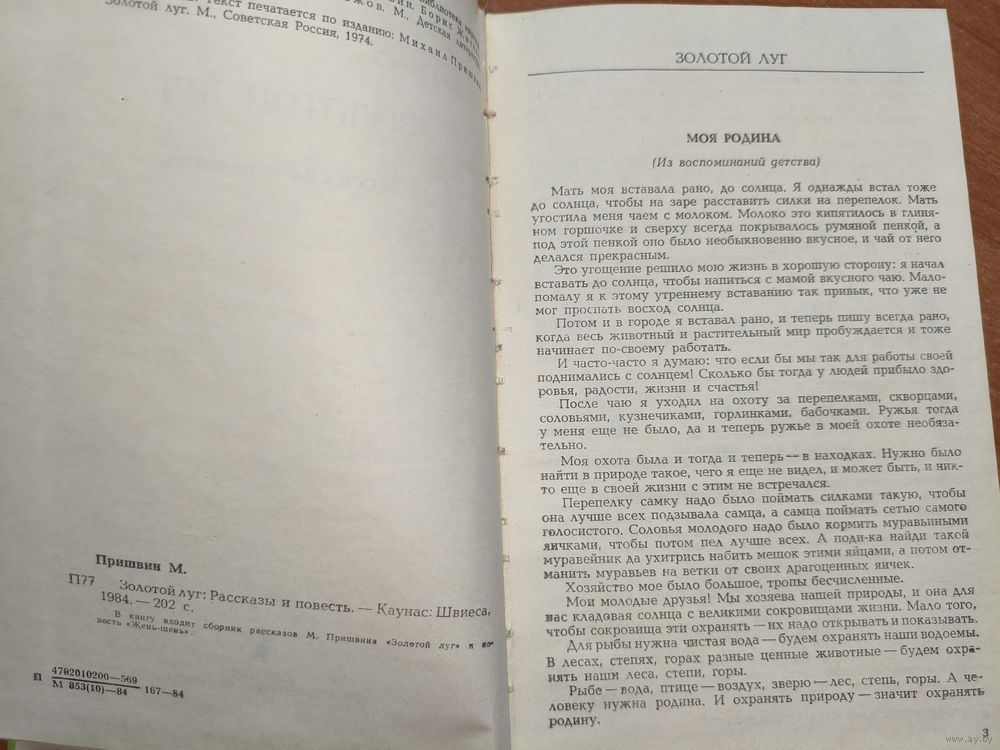 Борис
М., Детская
Текст печатается по изданию: Михаил Пришвин
Золотой луг. М., Советская Россия, 1974.
Пришвин М.
П77 Золотой луг: Рассказы и повесть. — Каунас: Швиеса,
1984. — 202 с.
В книгу входит сборник рассказов М. Пришвина «Золотой луг» и по-
весть «Жень-шень».
П 4702010200—569
М 853(10)—84 167—84
ЗОЛОТОЙ ЛУГ
МОЯ РОДИНА
(Из воспоминаний детства)
Мать моя вставала рано, до солнца. Я однажды встал тоже
до солнца, чтобы на заре расставить силки на перепелок. Мать
угостила меня чаем с молоком. Молоко это кипятилось в глиня-
ном горшочке и сверху всегда покрывалось румяной пенкой, а
под этой пенкой оно было необыкновенно вкусное, и чай от него
делался прекрасным.
Это угощение решило мою жизнь в хорошую сторону: я начал
вставать до солнца, чтобы напиться с мамой вкусного чаю. Мало-
помалу я к этому утреннему вставанию так привык, что уже не
мог проспать восход солнца.
Потом и в городе я вставал рано, и теперь пишу всегда рано,
когда весь животный и растительный мир пробуждается и тоже
начинает по-своему работать.
И часто-часто я думаю: что если бы мы так для работы своей
поднимались с солнцем! Сколько бы тогда у людей прибыло здо-
ровья, радости, жизни и счастья!
После чаю я уходил на охоту за перепелками, скворцами,
соловьями, кузнечиками, горлинками, бабочками. Ружья тогда
у меня еще не было, да и теперь ружье в моей охоте необяза-
тельно.
Моя охота была и тогда и теперь — в находках. Нужно было
найти в природе такое, чего я еще не видел, и может быть, и ник-
то еще в своей жизни с этим не встречался.
Перепелку самку надо было поймать силками такую, чтобы
она лучше всех подзывала самца, а самца поймать сетью самого
голосистого. Соловья молодого надо было кормить муравьиными
яичками, чтобы потом пел лучше всех. А поди-ка найди такой
муравейник да ухитрись набить мешок этими яйцами, а потом от-
манить муравьев на ветки от своих драгоценных яичек.
Хозяйство мое было большое, тропы бесчисленные.
Мои молодые друзья! Мы хозяева нашей природы, и она для
нас кладовая солнца с великими сокровищами жизни. Мало того,
чтобы сокровища эти охранять — их надо открывать и показывать.
Для рыбы нужна чистая вода — будем охранять наши водоемы.
В лесах, степях, горах разные ценные животные — будем охра-
нять наши леса, степи, горы.
Рыбе — вода, птице — воздух, зверю — лес, степь, горы. А че-
ловеку нужна родина. И охранять природу — значит охранять
родину.
3
www.ay.by